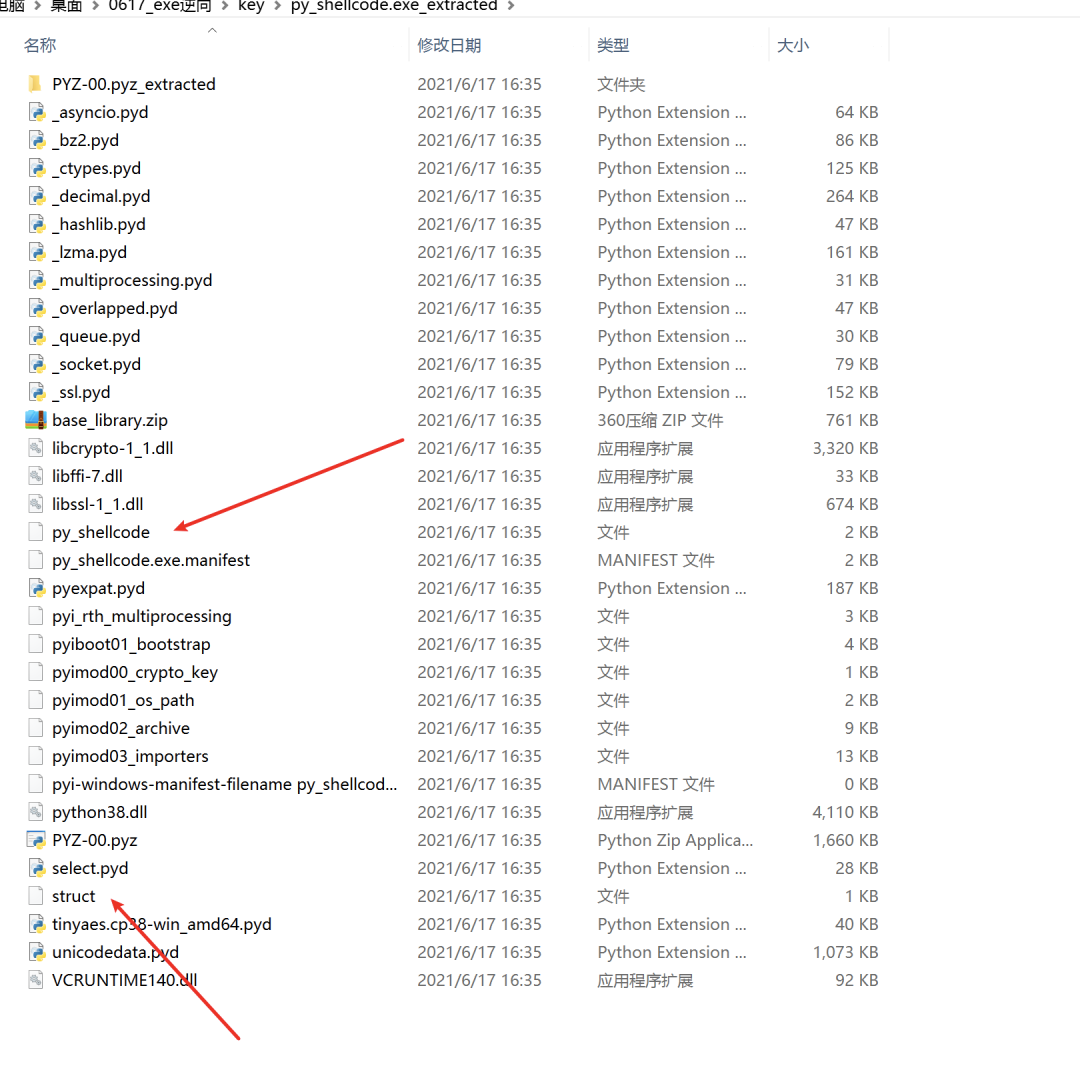 电脑 > 桌面 > 0617_exe逆向 > key > py_shellcode.exe_extracted >
名称 修改日期 类型 大小
PYZ-00.pyz_extracted 2021/6/17 16:35 文件夹
_asyncio.pyd 2021/6/17 16:35 Python Extension ... 64 KB
_bz2.pyd 2021/6/17 16:35 Python Extension ... 86 KB
_ctypes.pyd 2021/6/17 16:35 Python Extension ... 125 KB
_decimal.pyd 2021/6/17 16:35 Python Extension ... 264 KB
_hashlib.pyd 2021/6/17 16:35 Python Extension ... 47 KB
_lzma.pyd 2021/6/17 16:35 Python Extension ... 161 KB
_multiprocessing.pyd 2021/6/17 16:35 Python Extension ... 31 KB
_overlapped.pyd 2021/6/17 16:35 Python Extension ... 47 KB
_queue.pyd 2021/6/17 16:35 Python Extension ... 30 KB
_socket.pyd 2021/6/17 16:35 Python Extension ... 79 KB
_ssl.pyd 2021/6/17 16:35 Python Extension ... 152 KB
base_library.zip 2021/6/17 16:35 360压缩 ZIP 文件 761 KB
libcrypto-1_1.dll 2021/6/17 16:35 应用程序扩展 3,320 KB
libffi-7.dll 2021/6/17 16:35 应用程序扩展 33 KB
libssl-1_1.dll 2021/6/17 16:35 应用程序扩展 674 KB
py_shellcode 2021/6/17 16:35 文件 2 KB
py_shellcode.exe.manifest 2021/6/17 16:35 MANIFEST 文件 2 KB
pyexpat.pyd 2021/6/17 16:35 Python Extension ... 187 KB
pyi_rth_multiprocessing 2021/6/17 16:35 文件 3 KB
pyiboot01_bootstrap 2021/6/17 16:35 文件 4 KB
pyimod00_crypto_key 2021/6/17 16:35 文件 1 KB
pyimod01_os_path 2021/6/17 16:35 文件 2 KB
pyimod02_archive 2021/6/17 16:35 文件 9 KB
pyimod03_importers 2021/6/17 16:35 文件 13 KB
pyi-windows-manifest-filename py_shellcod... 2021/6/17 16:35 MANIFEST 文件 0 KB
python38.dll 2021/6/17 16:35 应用程序扩展 4,110 KB
PYZ-00.pyz 2021/6/17 16:35 Python Zip Applica... 1,660 KB
select.pyd 2021/6/17 16:35 Python Extension ... 28 KB
struct 2021/6/17 16:35 文件 1 KB
tinyaes.cp38-win_amd64.pyd 2021/6/17 16:35 Python Extension ... 40 KB
unicodedata.pyd 2021/6/17 16:35 Python Extension ... 1,073 KB
VCRUNTIME140.dll 2021/6/17 16:35 应用程序扩展 92 KB